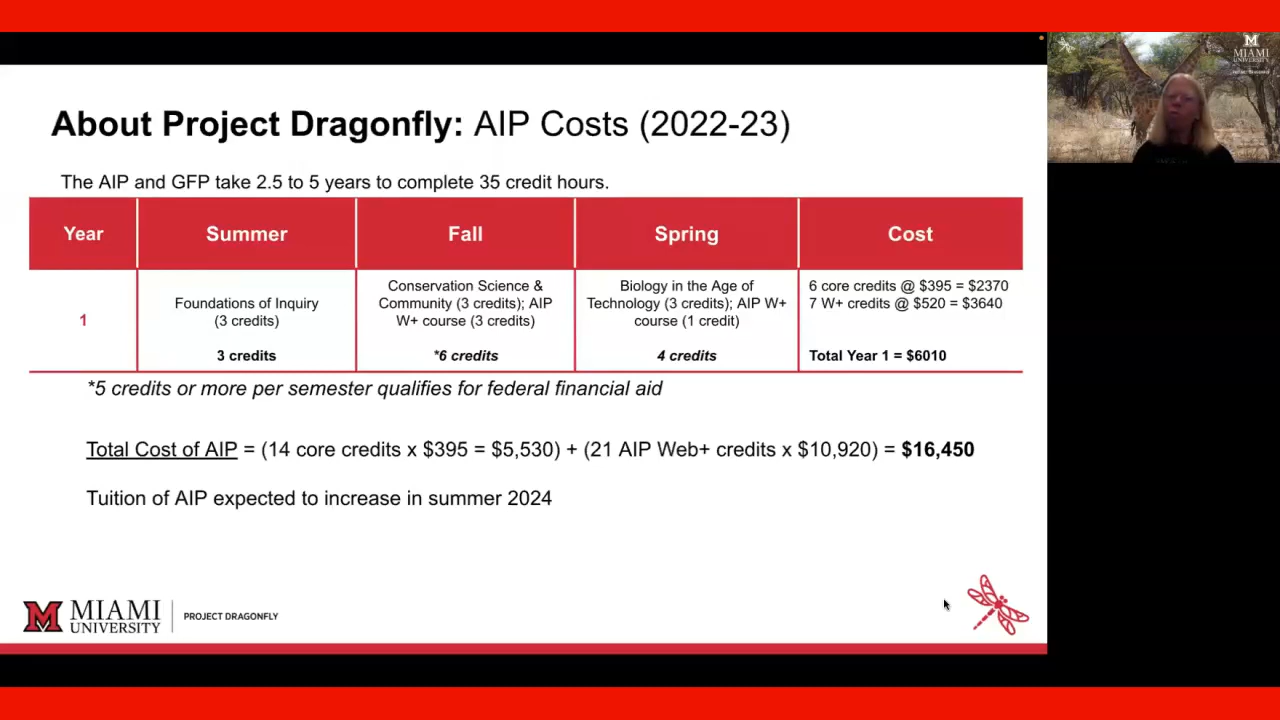 About Project Dragonfly: AIP Costs (2022-23)
The AIP and GFP take 2.5 to 5 years to complete 35 credit hours.
Year
Summer
Fall
Spring
Cost
1
Foundations of Inquiry
(3 credits)
3 credits
Conservation Science &
Community (3 credits); AIP
W+ course (3 credits)
*6 credits
Biology in the Age of
Technology (3 credits); AIP W+
course (1 credit)
4 credits
6 core credits @ $395 = $2370
7 W+ credits @ $520 = $3640
Total Year 1 = $6010
*5 credits or more per semester qualifies for federal financial aid
Total Cost of AIP = (14 core credits x $395 = $5,530) + (21 AIP Web+ credits x $10,920) = $16,450
Tuition of AIP expected to increase in summer 2024
MIAMI
UNIVERSITY
PROJECT DRAGONFLY
MIAMI
UNIVERSITY